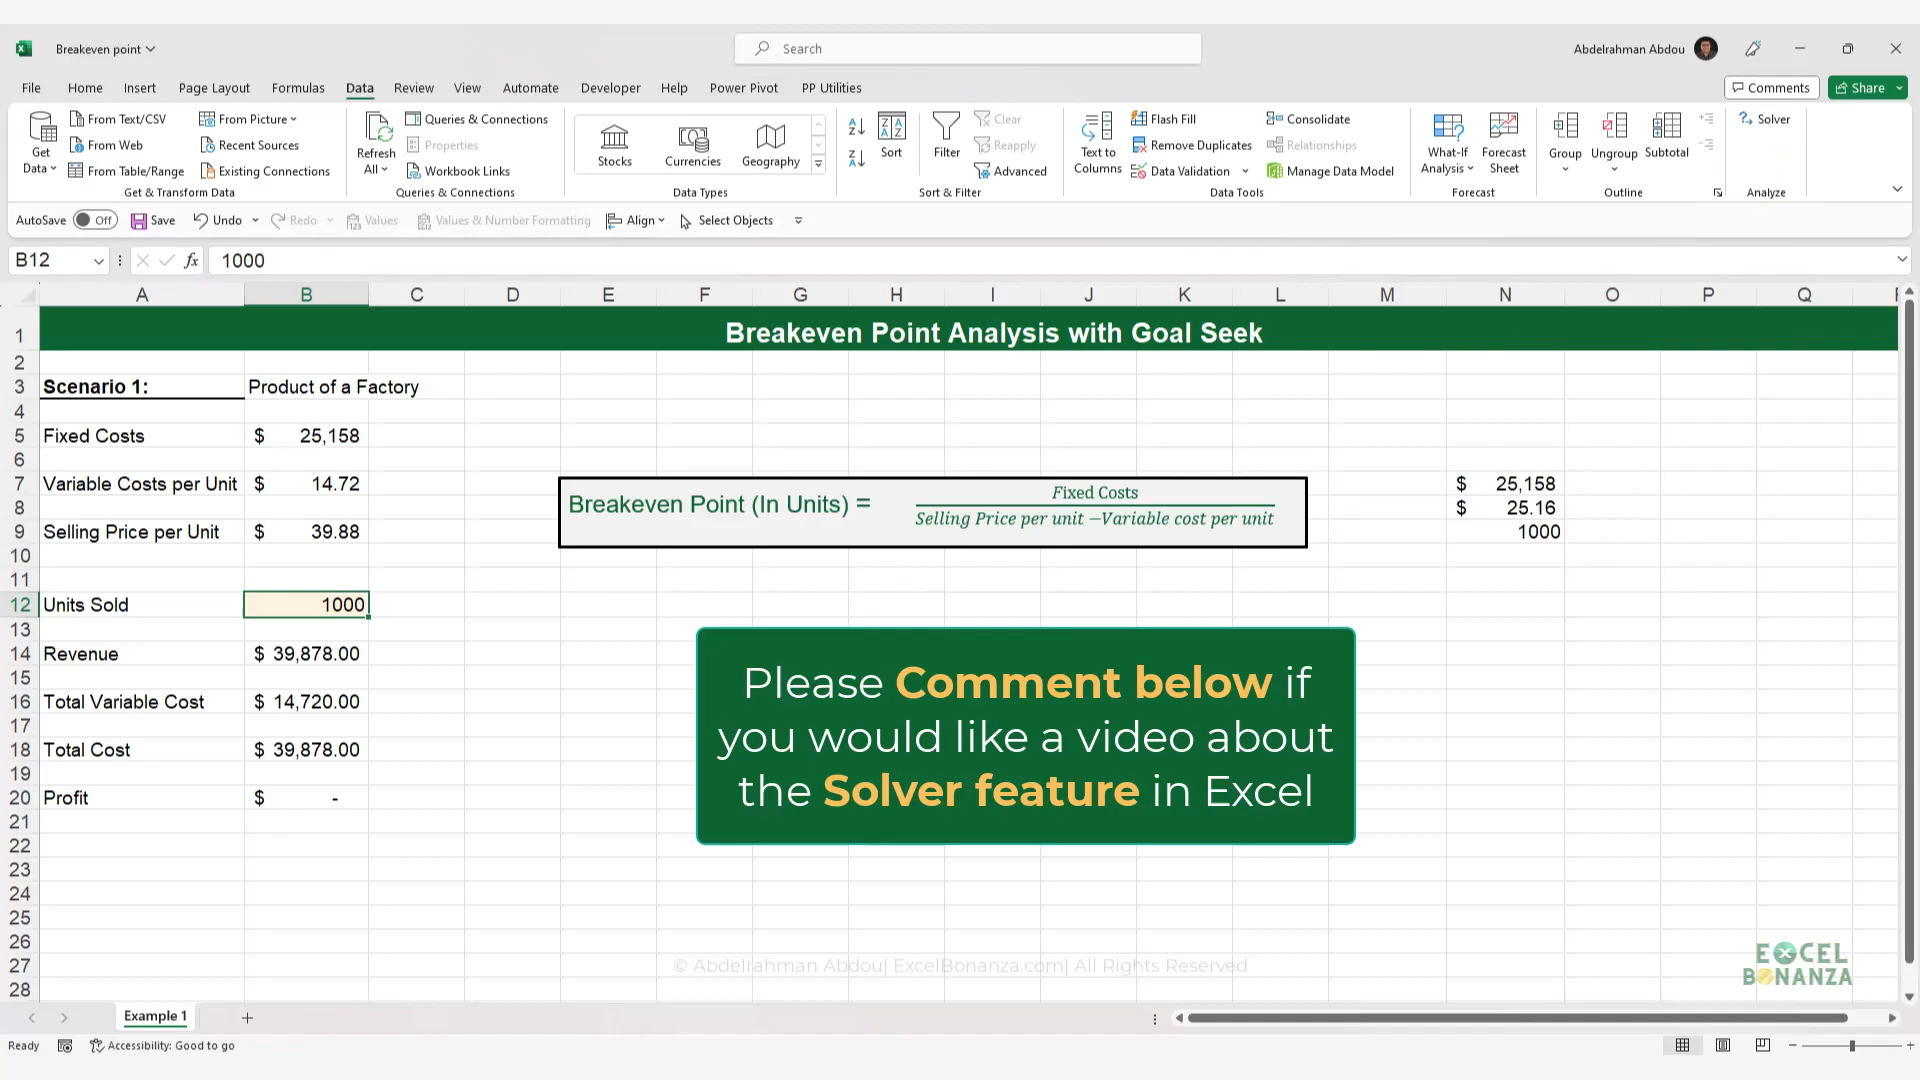 Breakeven point
Search
Abdelrahman Abdou
File Home Insert Page Layout Formulas Data Review View Automate Developer Help Power Pivot PP Utilities
Comments Share
Get Data
From Text/CSV
From Web
From Table/Range
From Picture
Recent Sources
Existing Connections
Get & Transform Data
Refresh All
Queries & Connections
Properties
Workbook Links
Queries & Connections
Stocks
Currencies
Geography
Data Types
Sort
Filter
Clear
Reapply
Advanced
Sort & Filter
Text to Columns
Flash Fill
Remove Duplicates
Data Validation
Consolidate
Relationships
Manage Data Model
Data Tools
What-If Analysis
Forecast Sheet
Forecast
Group
Ungroup
Subtotal
Outline
Solver
Analyze
AutoSave Off Save Undo Redo Values Values & Number Formatting Align Select Objects
B12 fx 1000
A B C D E F G H I J K L M N O P Q
1 Breakeven Point Analysis with Goal Seek
2
3 Scenario 1: Product of a Factory
4
5 Fixed Costs $ 25,158
6
7 Variable Costs per Unit $ 14.72
8
9 Selling Price per Unit $ 39.88
10
11
12 Units Sold 1000
13
14 Revenue $ 39,878.00
15
16 Total Variable Cost $ 14,720.00
17
18 Total Cost $ 39,878.00
19
20 Profit $ -
21
22
23
24
25
26
27
28
Breakeven Point (In Units) =
Fixed Costs
Selling Price per unit −Variable cost per unit
$ 25,158
$ 25.16
1000
Please Comment below if
you would like a video about
the Solver feature in Excel
© Abdelrahman Abdou| ExcelBonanza.com| All Rights Reserved
EXCEL
BONANZA
Example 1
Ready Accessibility: Good to go